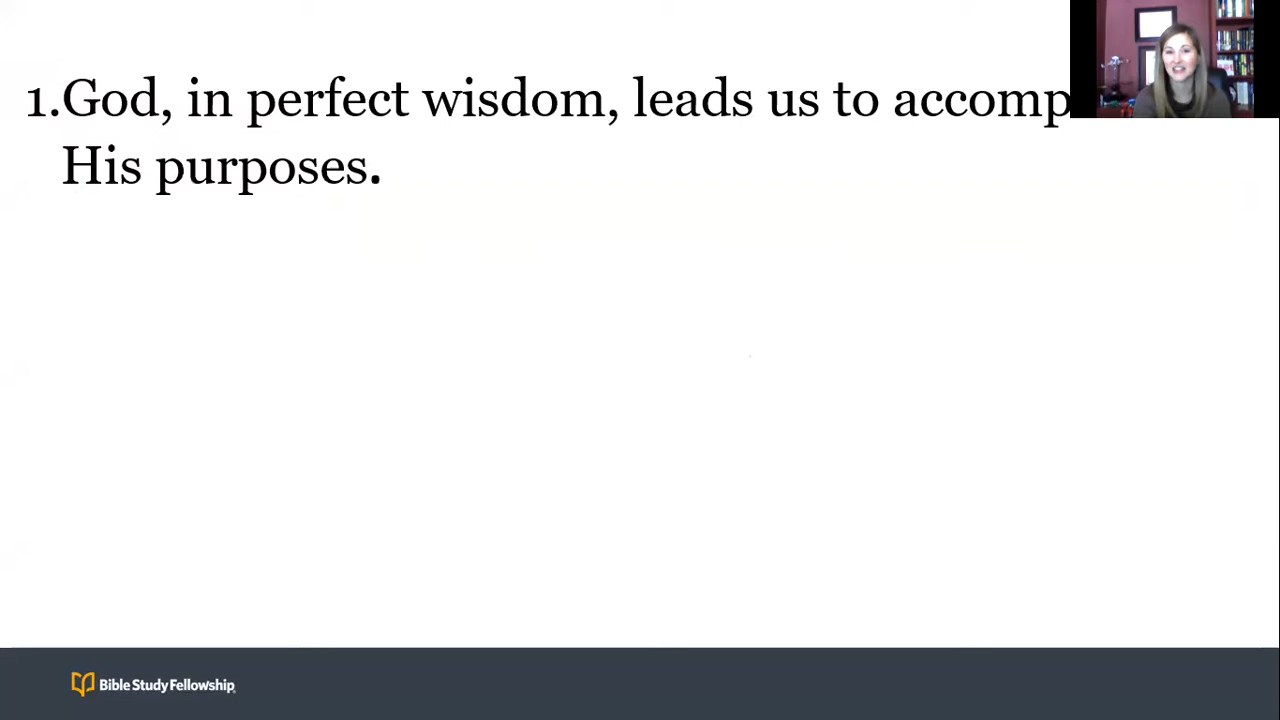 1.God, in perfect wisdom, leads us to accomp
His purposes.
Bible Study Fellowship